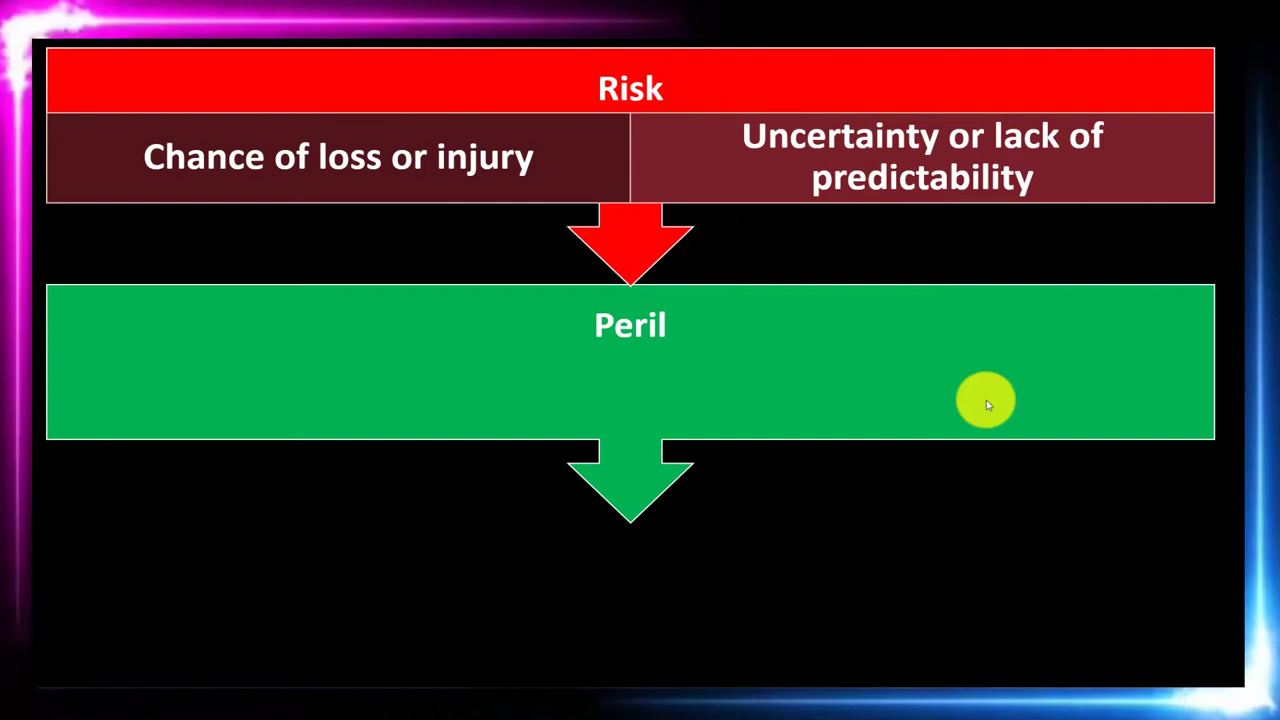 Risk
Chance of loss or injury
Uncertainty or lack of
predictability
Peril